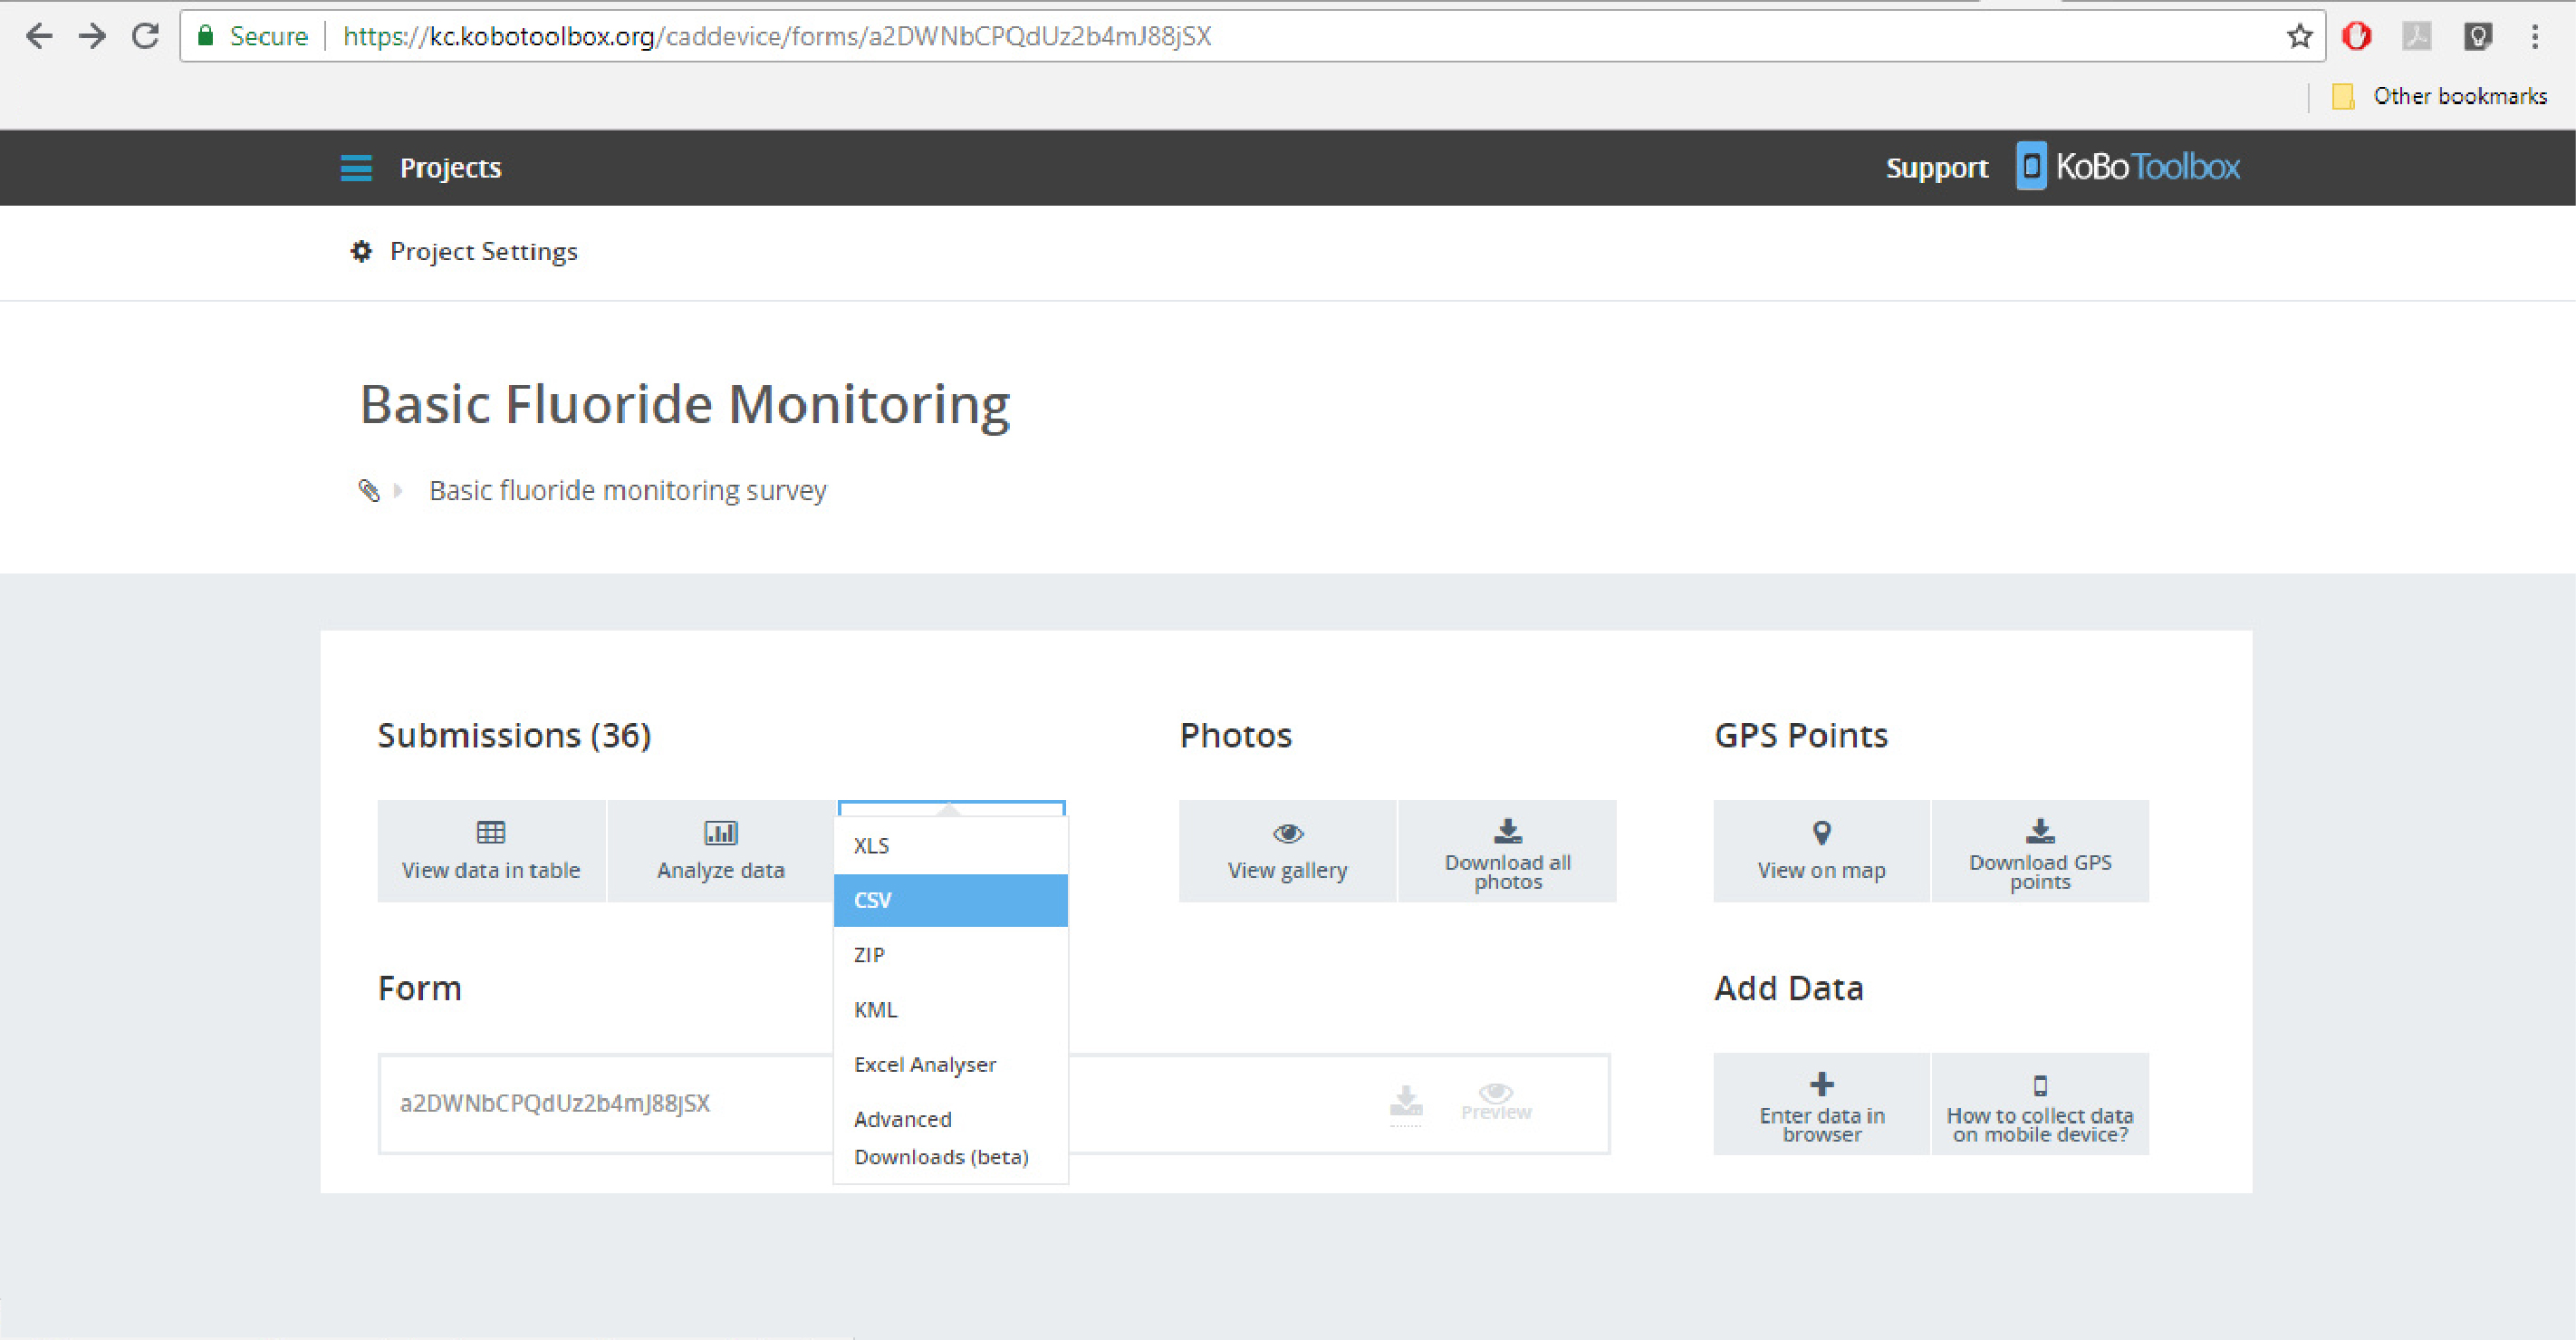 Secure https://kc.kobotoolbox.org/caddevice/forms/a2DWNbCPQdUz2b4mJ88jSX
Other bookmarks
Projects
Support KoBoToolbox
Project Settings
Basic Fluoride Monitoring
Basic fluoride monitoring survey
Submissions (36)
View data in table
Analyze data
XLS
CSV
ZIP
KML
Excel Analyser
Advanced
Downloads (beta)
Photos
View gallery
Download all
photos
GPS Points
View on map
Download GPS
points
Form
a2DWNbCPQdUz2b4mJ88jSX
Preview
Add Data
Enter data in
browser
How to collect data
on mobile device?